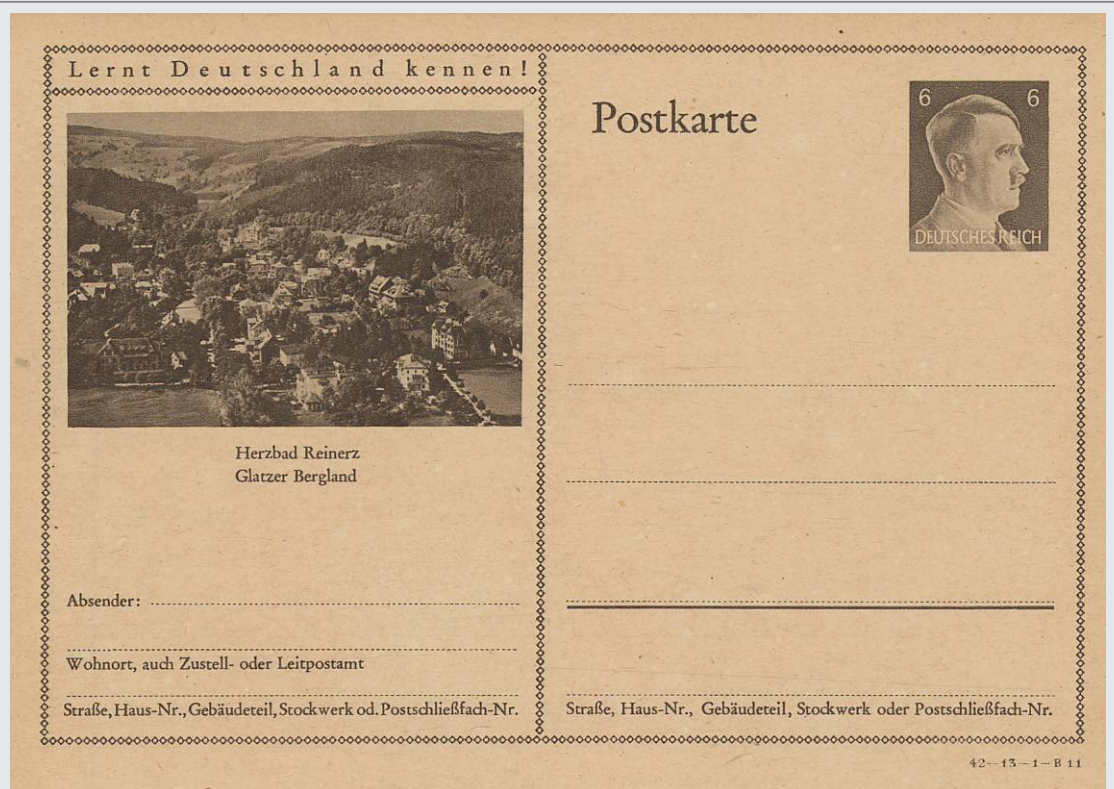 Lernt Deutschland kennen!
Herzbad Reinerz
Glatzer Bergland
Absender:
Wohnort, auch Zustell- oder Leitpostamt
Straße, Haus-Nr., Gebäudeteil, Stockwerk od. Postschließfach-Nr.
Postkarte
6 6
DEUTSCHES REICH
Straße, Haus-Nr., Gebäudeteil, Stockwerk oder Postschließfach-Nr.
42–13–1–B 11